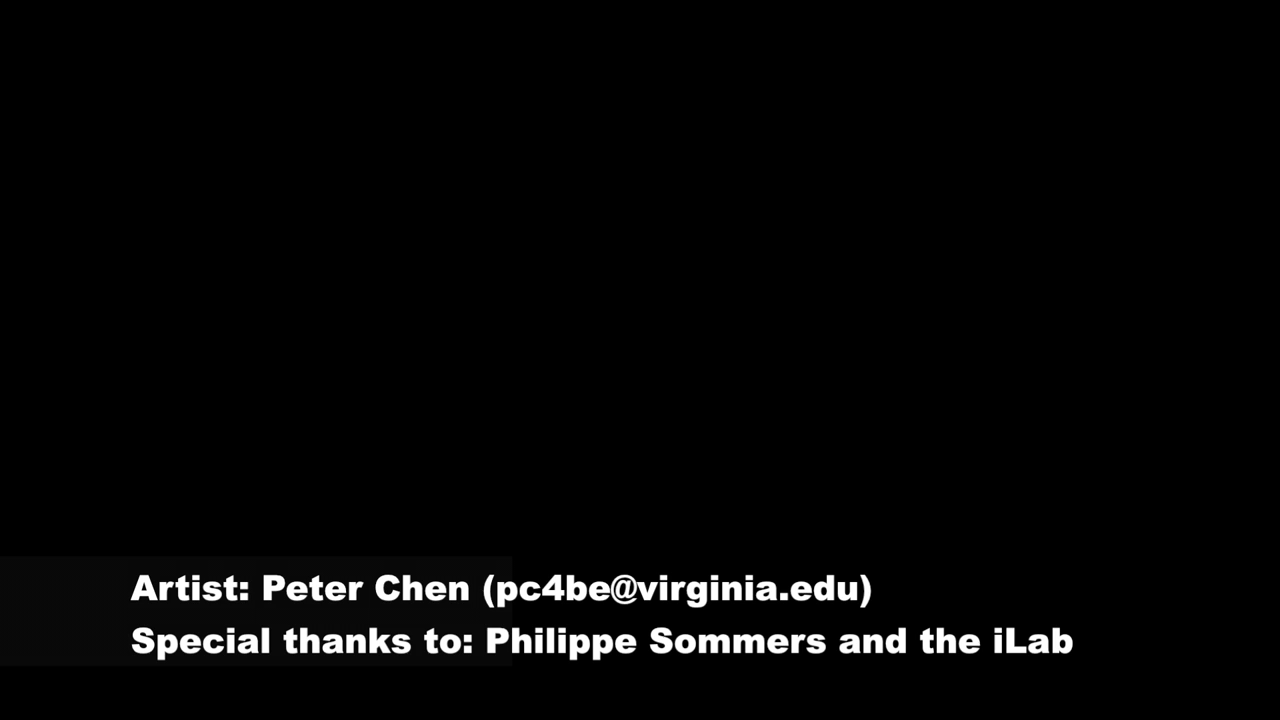 Artist: Peter Chen (pc4be@virginia.edu)
Special thanks to: Philippe Sommers and the iLab